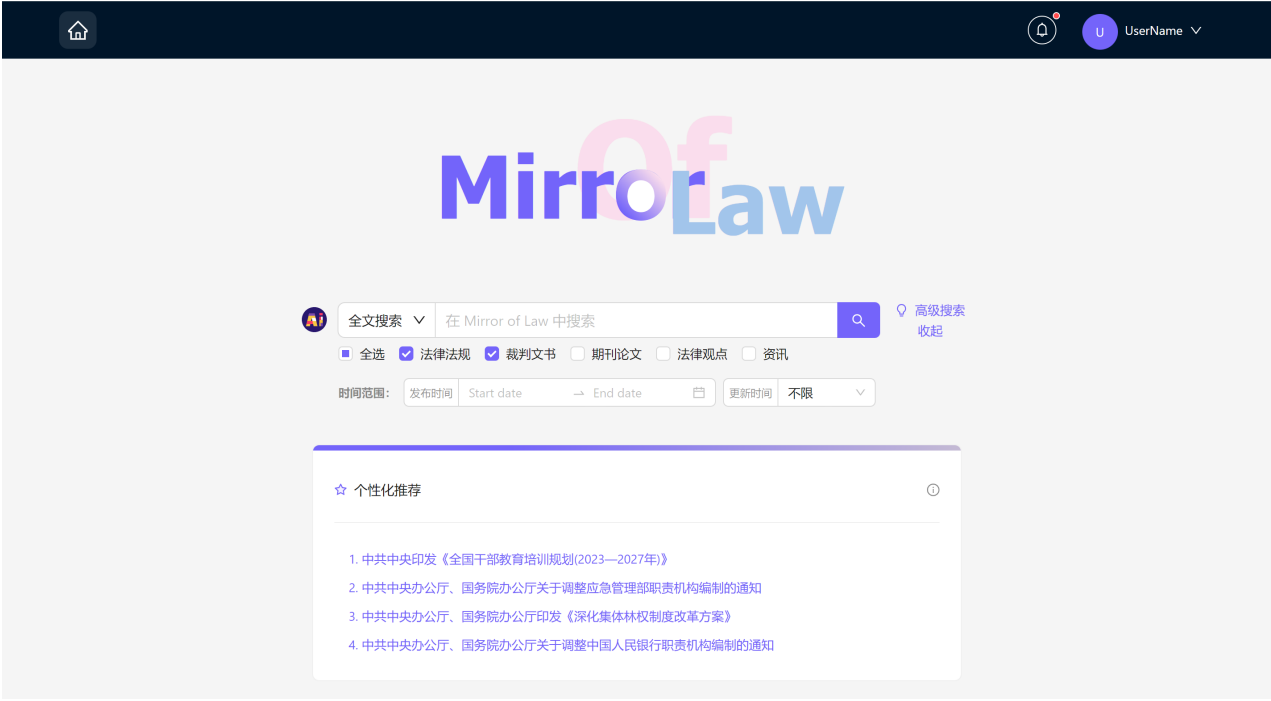 U UserName
Mirror Of Law
Ai 全文搜索 在 Mirror of Law 中搜索 高级搜索
收起
全选 法律法规 裁判文书 期刊论文 法律观点 资讯
时间范围: 发布时间 Start date → End date 更新时间 不限
个性化推荐
1. 中共中央印发《全国干部教育培训规划(2023—2027年)》
2. 中共中央办公厅、国务院办公厅关于调整应急管理部职责机构编制的通知
3. 中共中央办公厅、国务院办公厅印发《深化集体林权制度改革方案》
4. 中共中央办公厅、国务院办公厅关于调整中国人民银行职责机构编制的通知